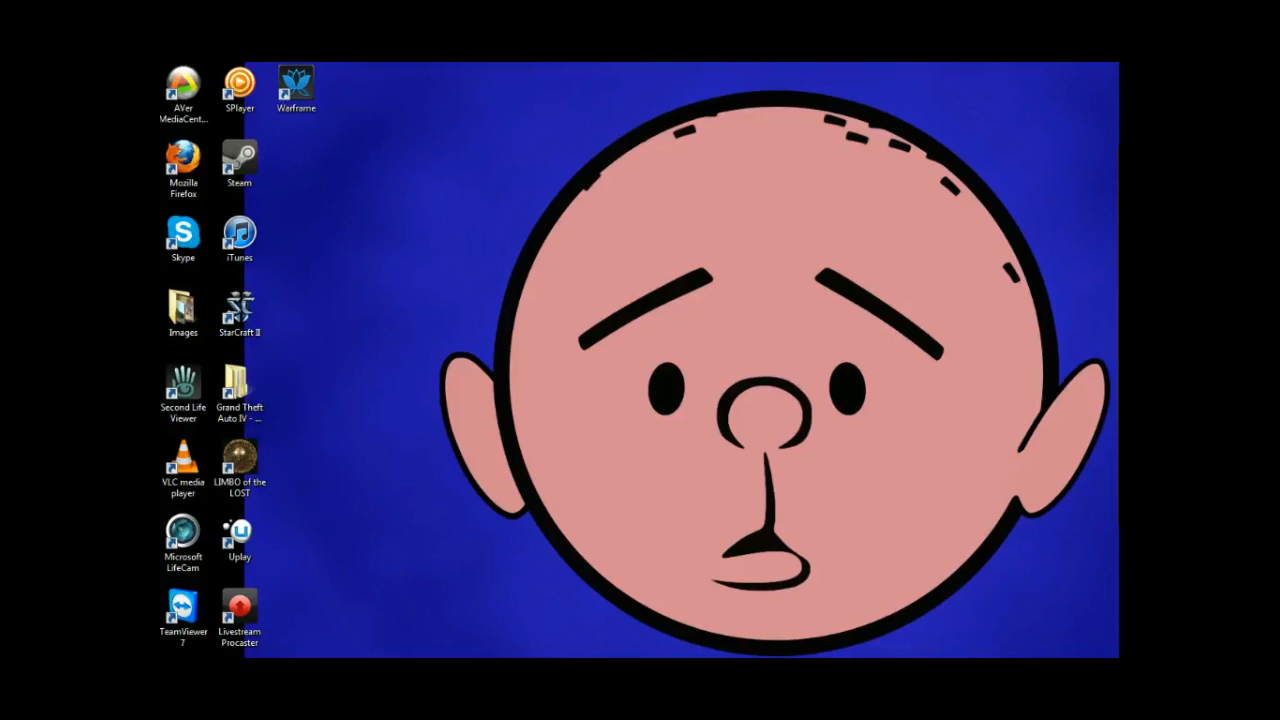 AVer
MediaCent...
SPlayer
Warframe
Mozilla
Firefox
Steam
Skype
iTunes
Images
StarCraft II
Second Life
Viewer
Grand Theft
Auto IV - ...
VLC media
player
LIMBO of the
LOST
Microsoft
LifeCam
Uplay
TeamViewer
7
Livestream
Procaster